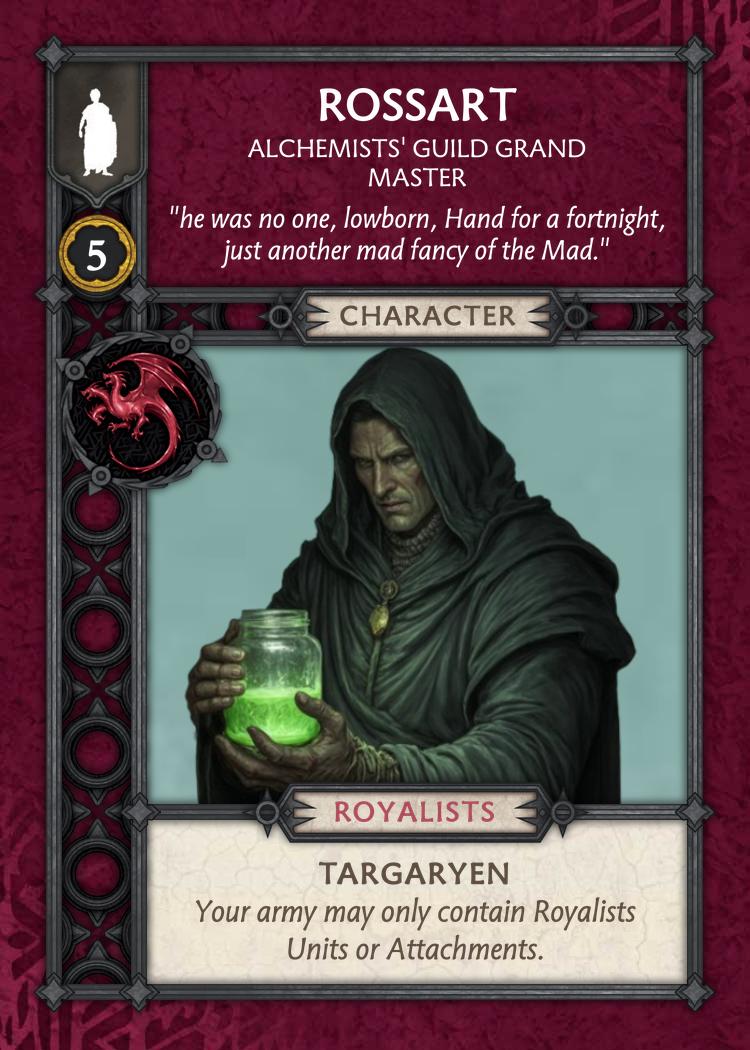 ROSSART
ALCHEMISTS' GUILD GRAND
MASTER
"he was no one, lowborn, Hand for a fortnight,
just another mad fancy of the Mad."
5
CHARACTER
ROYALISTS
TARGARYEN
Your army may only contain Royalists
Units or Attachments.